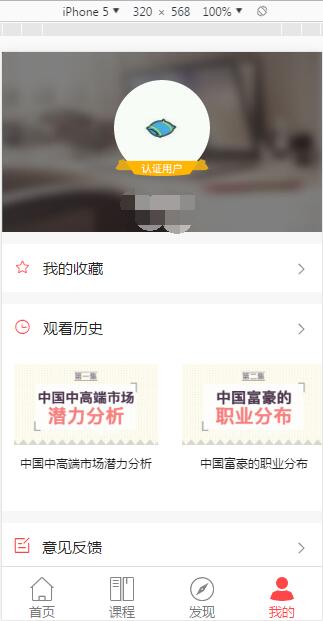 iPhone 5 ▼ 320 × 568 100% ▼
认证用户
我的收藏
观看历史
第一集
中国中高端市场
潜力分析
中国中高端市场潜力分析
第二集
中国富豪的
职业分布
中国富豪的职业分布
意见反馈
首页 课程 发现 我的